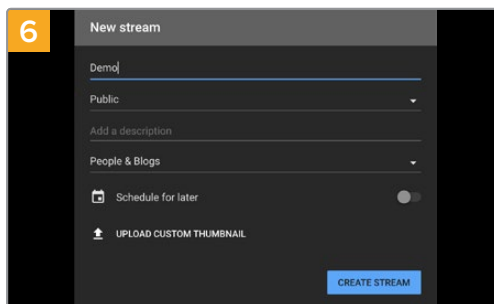 6
New stream
Demo
Public
Add a description
People & Blogs
Schedule for later
UPLOAD CUSTOM THUMBNAIL
CREATE STREAM